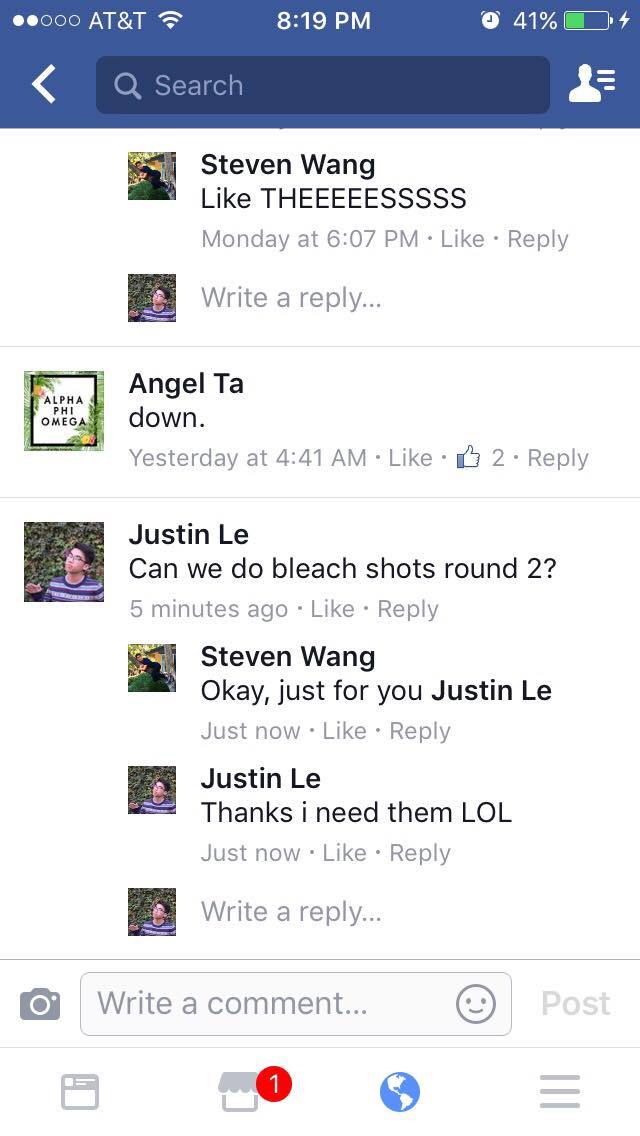 AT&T 8:19 PM 41%
Search
Steven Wang
Like THEEEEESSSSS
Monday at 6:07 PM · Like · Reply
Write a reply...
ALPHA
PHI
OMEGA
Angel Ta
down.
Yesterday at 4:41 AM · Like · 2 · Reply
Justin Le
Can we do bleach shots round 2?
5 minutes ago · Like · Reply
Steven Wang
Okay, just for you Justin Le
Just now · Like · Reply
Justin Le
Thanks i need them LOL
Just now · Like · Reply
Write a reply...
Write a comment... Post
1